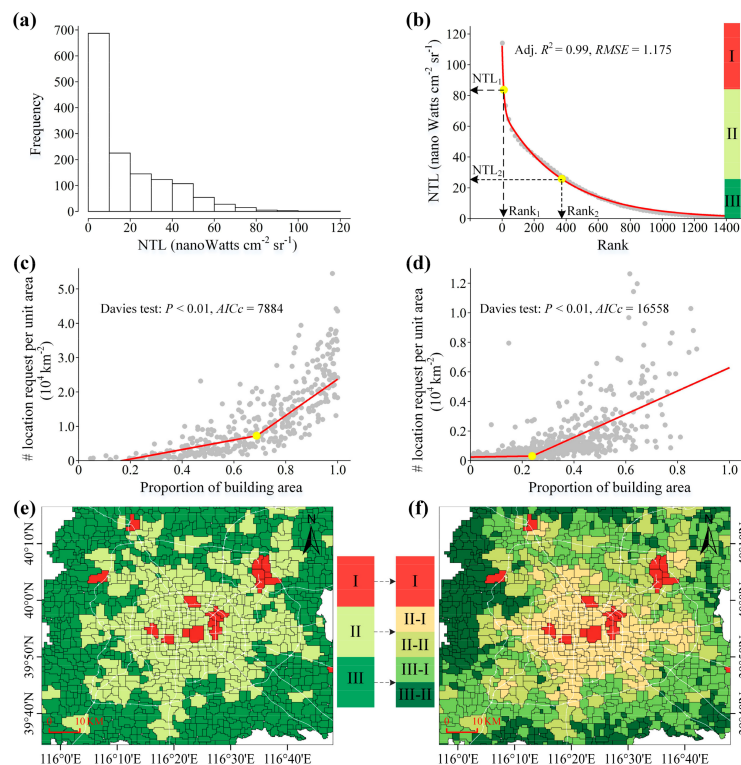 (a)
700
600
500
400
300
200
100
0
Frequency
0 20 40 60 80 100 120
NTL (nanoWatts cm-2 sr-1)
(b)
120
100
80
60
40
20
0
NTL (nano Watts cm-2 sr-1)
Adj. R2 = 0.99, RMSE = 1.175
NTL1
NTL2
Rank1
Rank2
0 200 400 600 800 1000 1200 1400
Rank
I
II
III
(c)
5.0
4.0
3.0
2.0
1.0
0
# location request per unit area
(104 km-2)
Davies test: P < 0.01, AICc = 7884
0 0.2 0.4 0.6 0.8 1.0
Proportion of building area
(d)
1.2
1.0
0.8
0.6
0.4
0.2
0
# location request per unit area
(104 km-2)
Davies test: P < 0.01, AICc = 16558
0.0 0.2 0.4 0.6 0.8 1.0
Proportion of building area
(e)
N
40°10'N
40°00'N
39°50'N
39°40'N
0 10 KM
116°0'E 116°10'E 116°20'E 116°30'E 116°40'E
I
II
III
I
II-I
II-II
III-I
III-II
(f)
N
0 10 KM
116°0'E 116°10'E 116°20'E 116°30'E 116°40'E